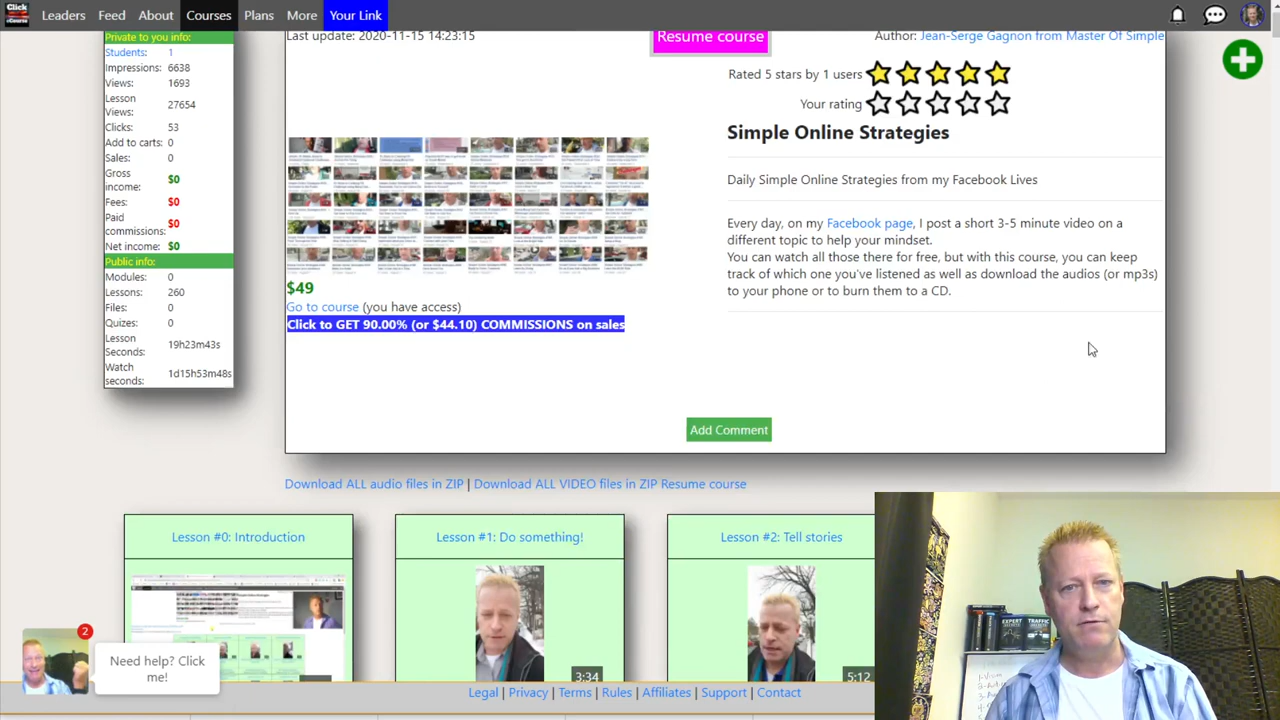 Click
eCourse
Leaders
Feed
About
Courses
Plans
More
Your Link
Private to you info:
Students: 1
Impressions: 6638
Views: 1693
Lesson
Views: 27654
Clicks: 53
Add to carts: 0
Sales: 0
Gross
income: $0
Fees: $0
Paid
commissions: $0
Net income: $0
Public info:
Modules: 0
Lessons: 260
Files: 0
Quizes: 0
Lesson
Seconds: 19h23m43s
Watch
seconds: 1d15h53m48s
Last update: 2020-11-15 14:23:15
Resume course
Author: Jean-Serge Gagnon from Master Of Simple
Rated 5 stars by 1 users
Your rating
Simple Online Strategies
Daily Simple Online Strategies from my Facebook Lives
Every day, on my Facebook page, I post a short 3-5 minute video on a
different topic to help your mindset.
You can watch all those there for free, but with this course, you can keep
track of which one you've listened as well as download the audios (or mp3s)
to your phone or to burn them to a CD.
$49
Go to course (you have access)
Click to GET 90.00% (or $44.10) COMMISSIONS on sales
Add Comment
Download ALL audio files in ZIP | Download ALL VIDEO files in ZIP Resume course
Lesson #0: Introduction
Lesson #1: Do something!
Lesson #2: Tell stories
3:34
5:12
2
Need help? Click
me!
Legal | Privacy | Terms | Rules | Affiliates | Support | Contact
EXPERT
TRAFFIC